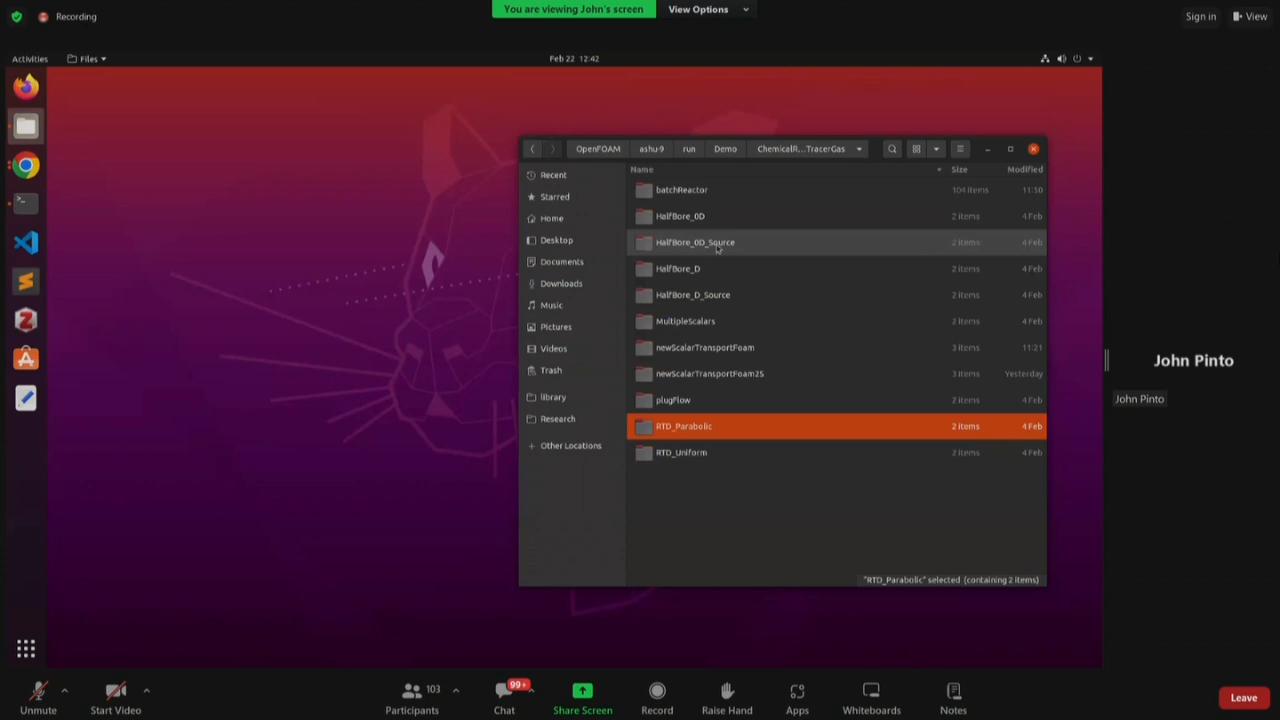 Recording
You are viewing John's screen
View Options
Sign in
View
Activities
Files
Feb 22 12:42
OpenFOAM
ashu-9
run
Demo
ChemicalR...TracerGas
Recent
Starred
Home
Desktop
Documents
Downloads
Music
Pictures
Videos
Trash
library
Research
Other Locations
Name Size Modified
batchReactor 104 items 11:50
HalfBore_0D 2 items 4 Feb
HalfBore_0D_Source 2 items 4 Feb
HalfBore_D 2 items 4 Feb
HalfBore_D_Source 2 items 4 Feb
MultipleScalars 2 items 4 Feb
newScalarTransportFoam 3 items 11:21
newScalarTransportFoam2S 3 items Yesterday
plugFlow 2 items 4 Feb
RTD_Parabolic 2 items 4 Feb
RTD_Uniform 2 items 4 Feb
"RTD_Parabolic" selected (containing 2 items)
John Pinto
John Pinto
Unmute
Start Video
Participants
103
Chat
99+
Share Screen
Record
Raise Hand
Apps
Whiteboards
Notes
Leave